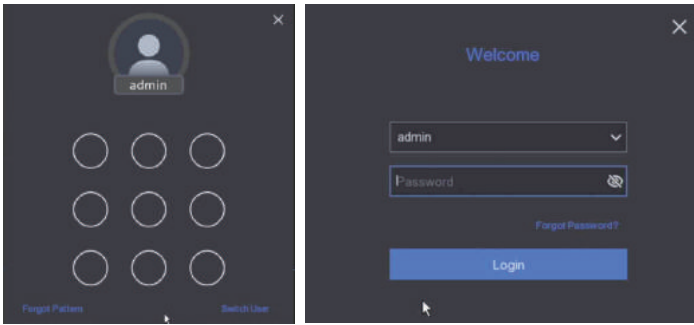 admin
Forgot Pattern
Switch User
Welcome
admin
Password
Forgot Password?
Login